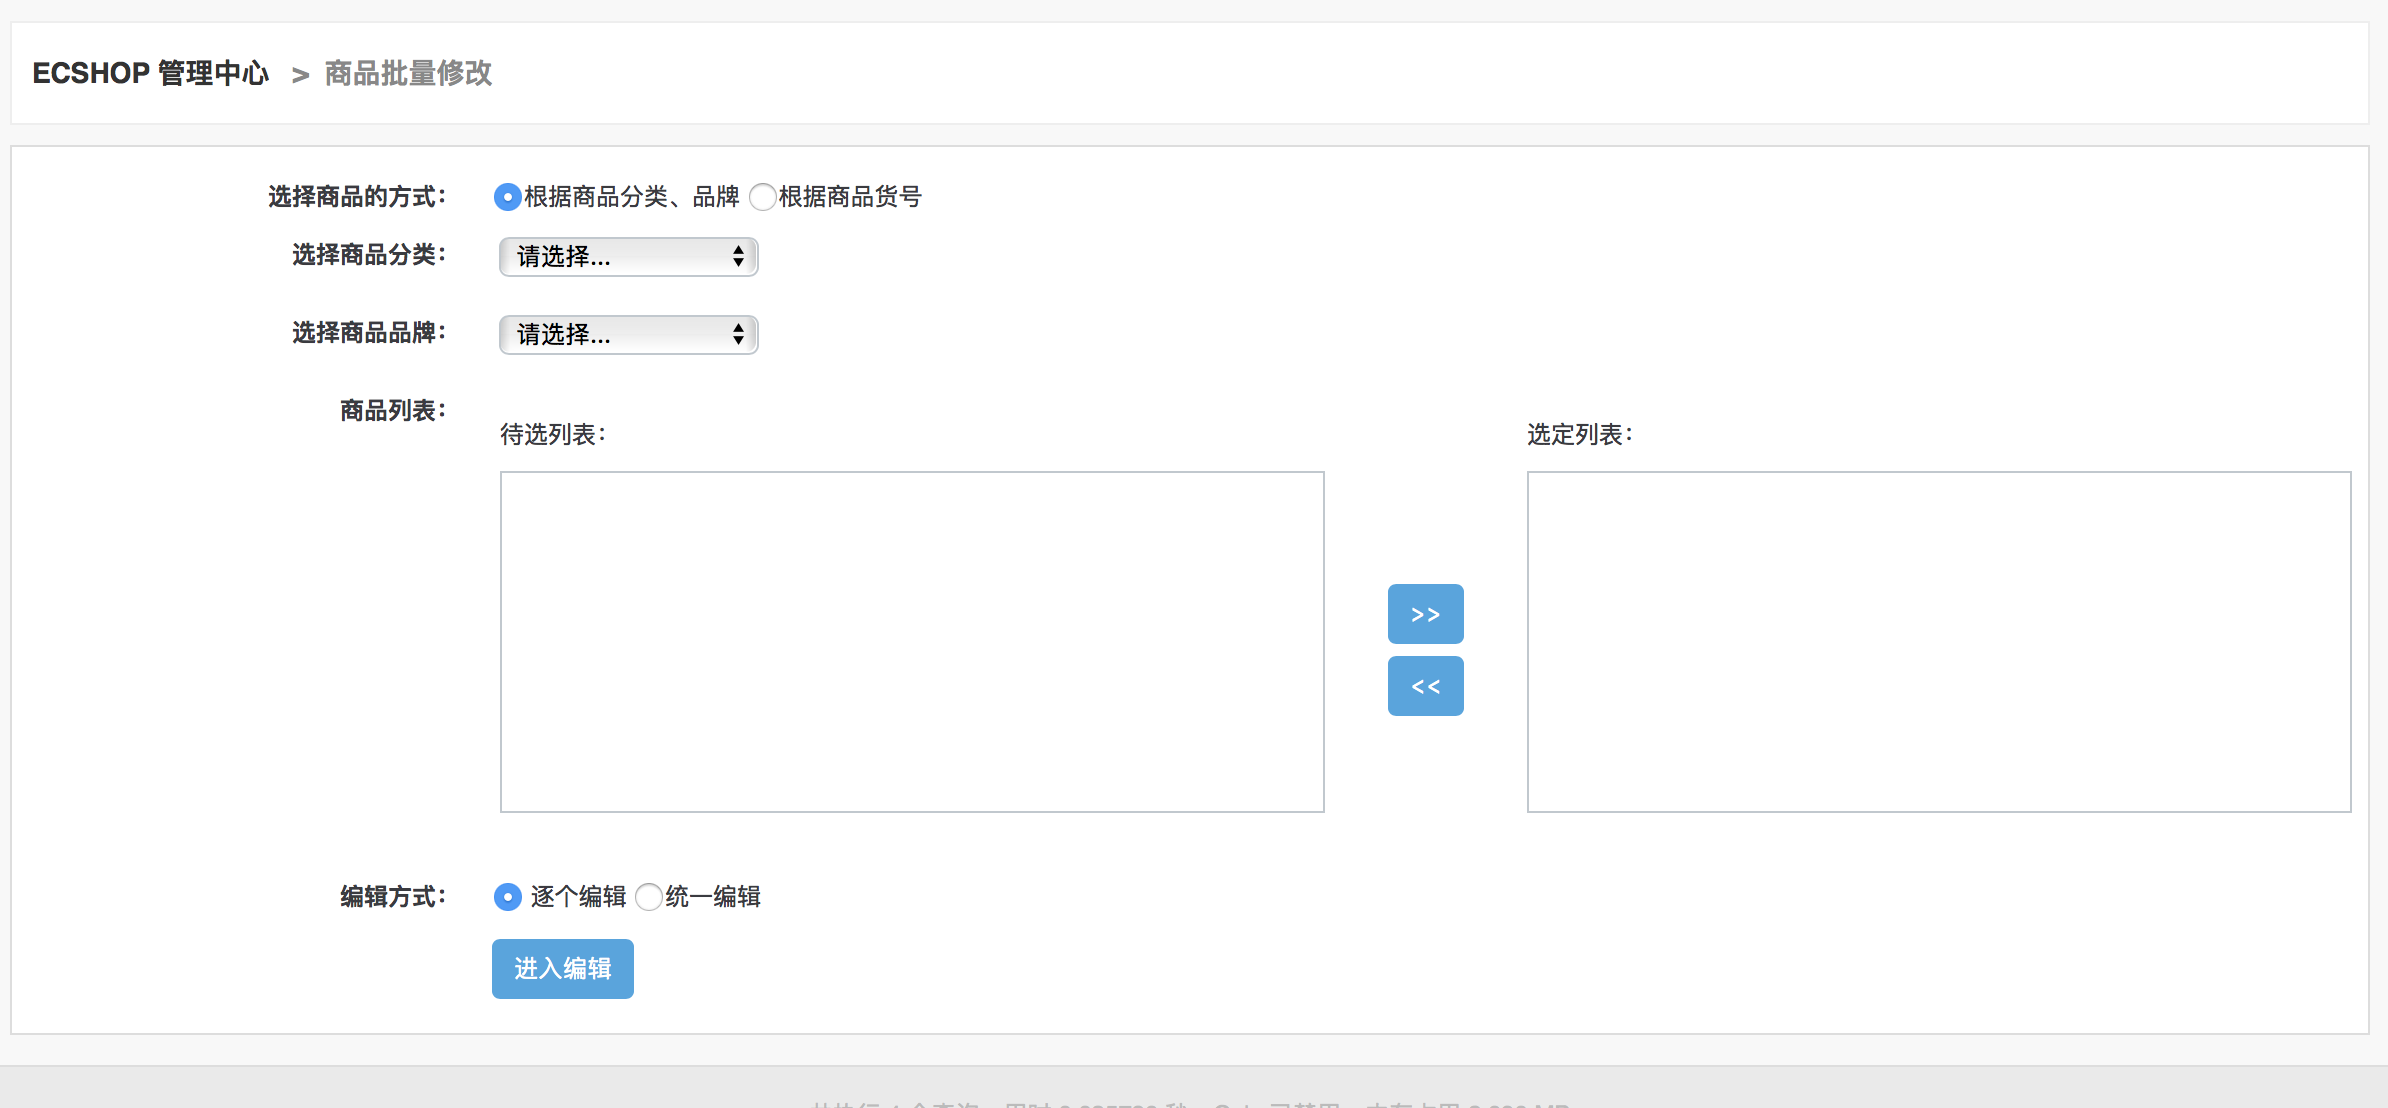 ECSHOP 管理中心 > 商品批量修改
选择商品的方式： 根据商品分类、品牌 根据商品货号
选择商品分类： 请选择...
选择商品品牌： 请选择...
商品列表：
待选列表： 选定列表：
>>
<<
编辑方式： 逐个编辑 统一编辑
进入编辑